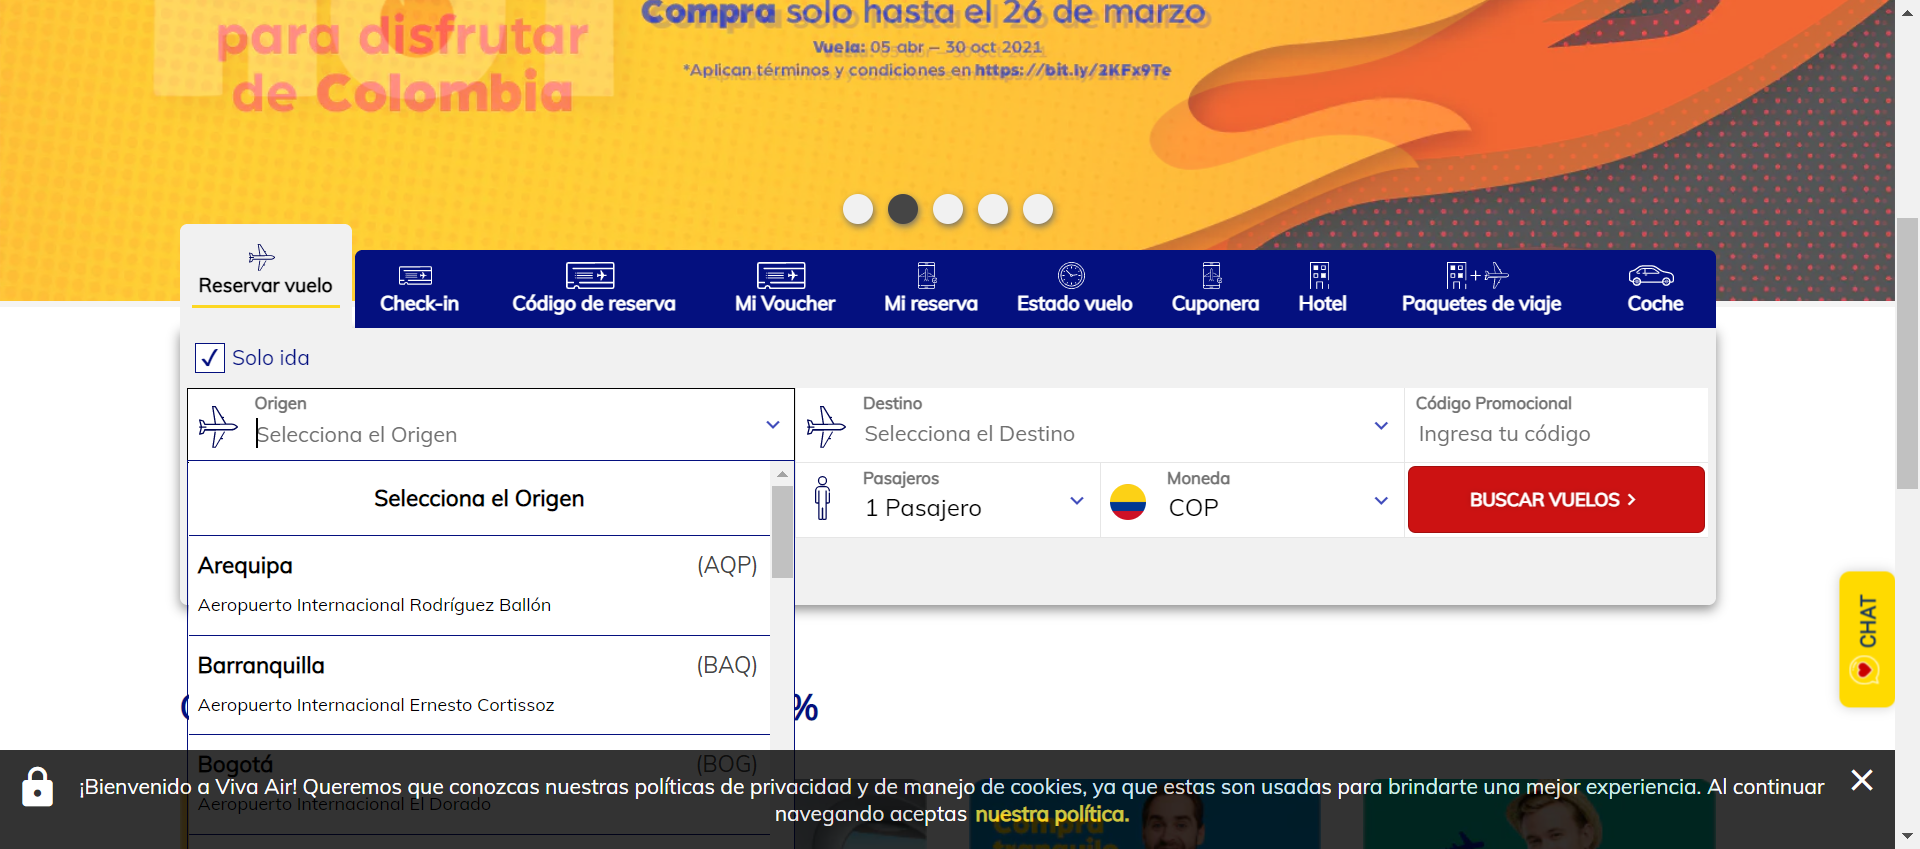 para disfrutar
de Colombia
Compra solo hasta el 26 de marzo
Vuela: 05 abr – 30 oct 2021
*Aplican términos y condiciones en https://bit.ly/2KFx9Te
Reservar vuelo
Check-in
Código de reserva
Mi Voucher
Mi reserva
Estado vuelo
Cuponera
Hotel
Paquetes de viaje
Coche
Solo ida
Origen
Selecciona el Origen
Destino
Selecciona el Destino
Código Promocional
Ingresa tu código
Selecciona el Origen
Pasajeros
1 Pasajero
Moneda
COP
BUSCAR VUELOS
Arequipa (AQP)
Aeropuerto Internacional Rodríguez Ballón
Barranquilla (BAQ)
Aeropuerto Internacional Ernesto Cortissoz
%
CHAT
Bogotá (BOG)
Aeropuerto Internacional El Dorado
¡Bienvenido a Viva Air! Queremos que conozcas nuestras políticas de privacidad y de manejo de cookies, ya que estas son usadas para brindarte una mejor experiencia. Al continuar
navegando aceptas nuestra política.
Compra
tranquilo